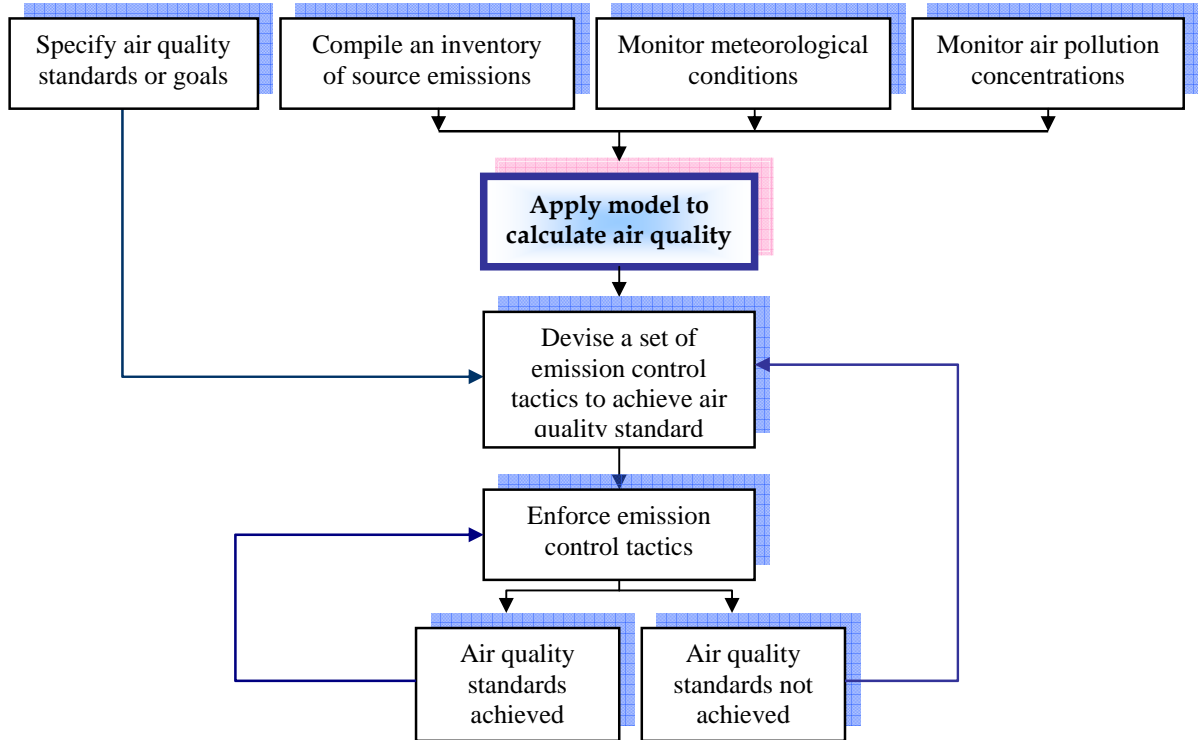 Specify air quality
standards or goals
Compile an inventory
of source emissions
Monitor meteorological
conditions
Monitor air pollution
concentrations
Apply model to
calculate air quality
Devise a set of
emission control
tactics to achieve air
quality standard
Enforce emission
control tactics
Air quality
standards
achieved
Air quality
standards not
achieved